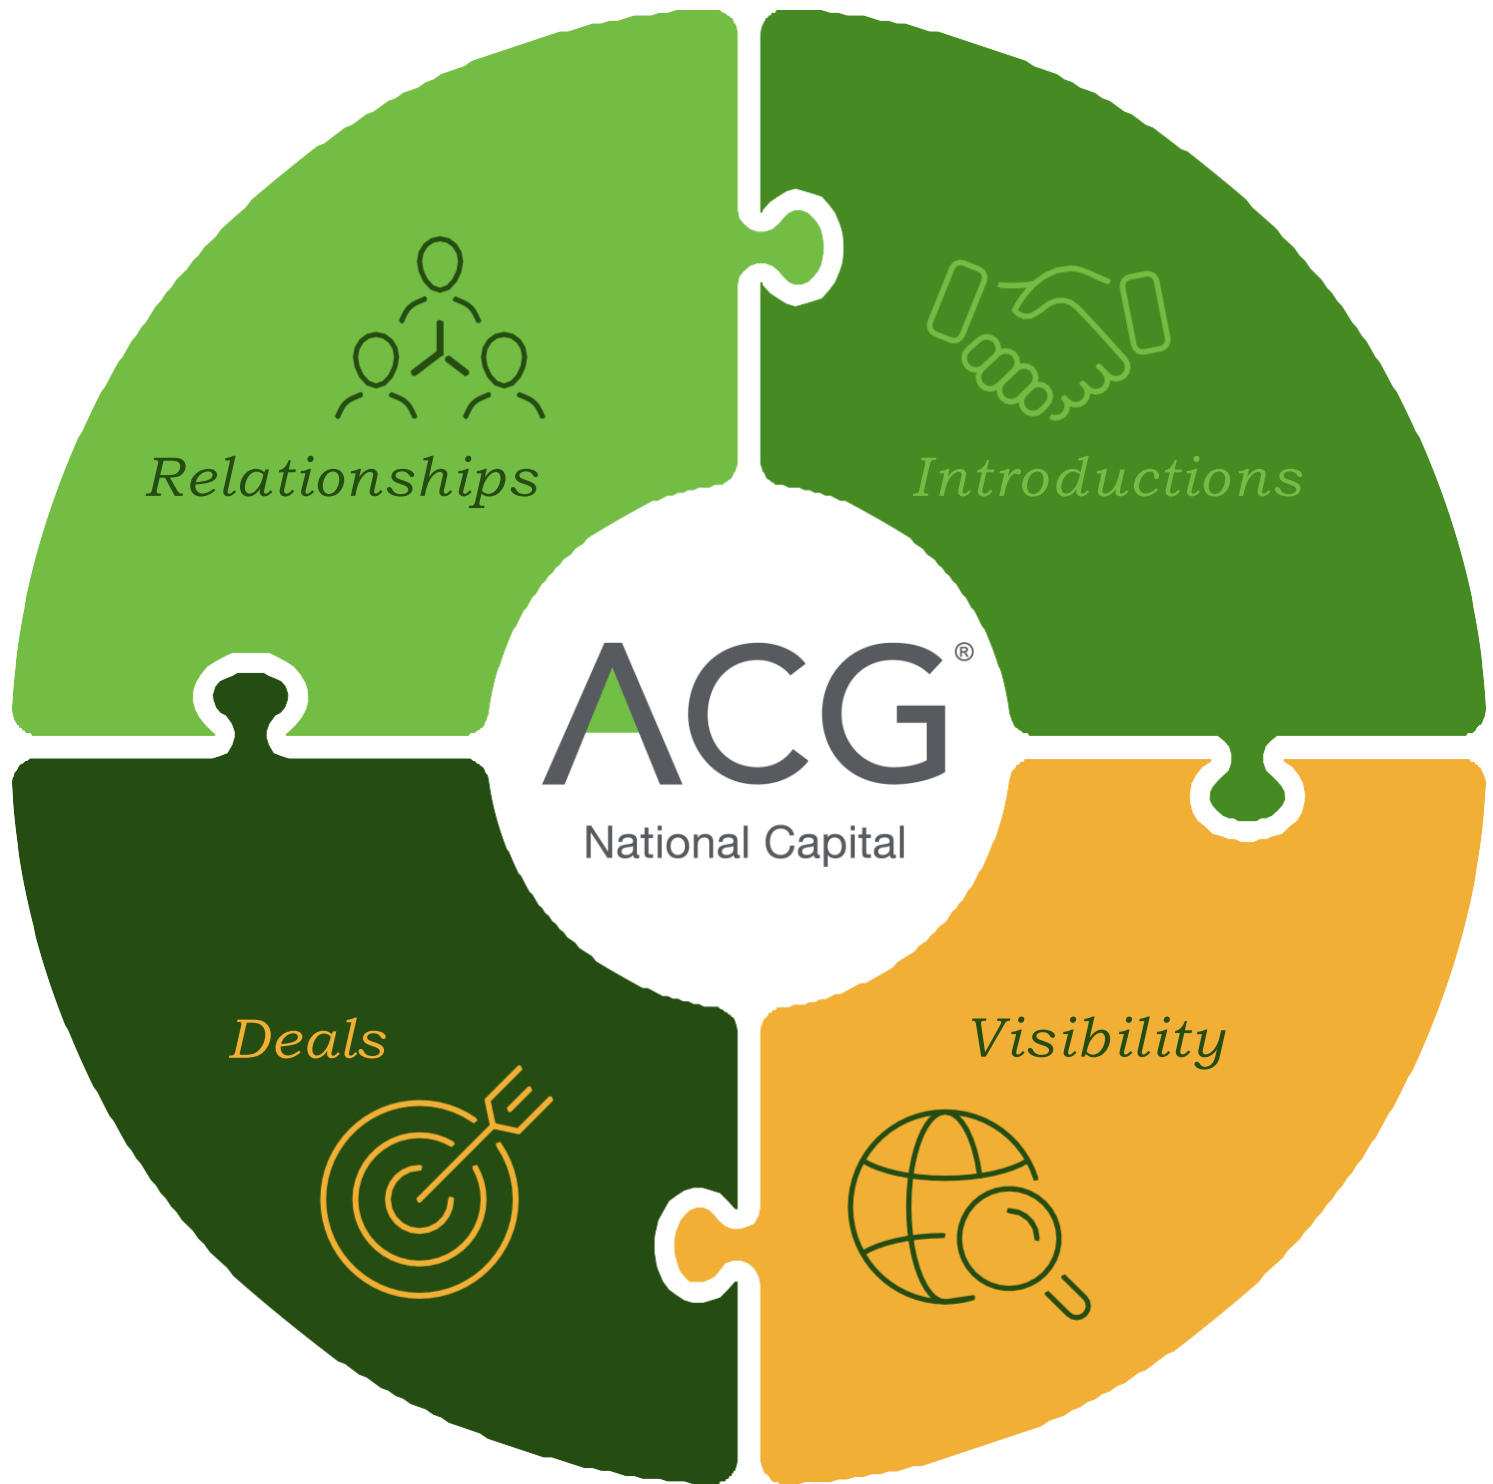 Relationships
Introductions
ACG®
National Capital
Deals
Visibility